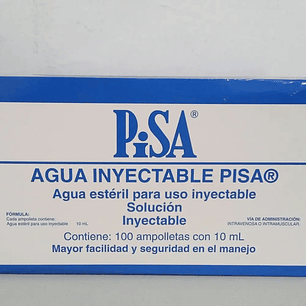 PiSA®
AGUA INYECTABLE PISA®
Agua estéril para uso inyectable
Solución
Inyectable
FÓRMULA:
Cada ampolleta contiene:
Agua estéril para uso inyectable 10 mL
VÍA DE ADMINISTRACIÓN:
INTRAVENOSA O INTRAMUSCULAR
Contiene: 100 ampolletas con 10 mL
Mayor facilidad y seguridad en el manejo